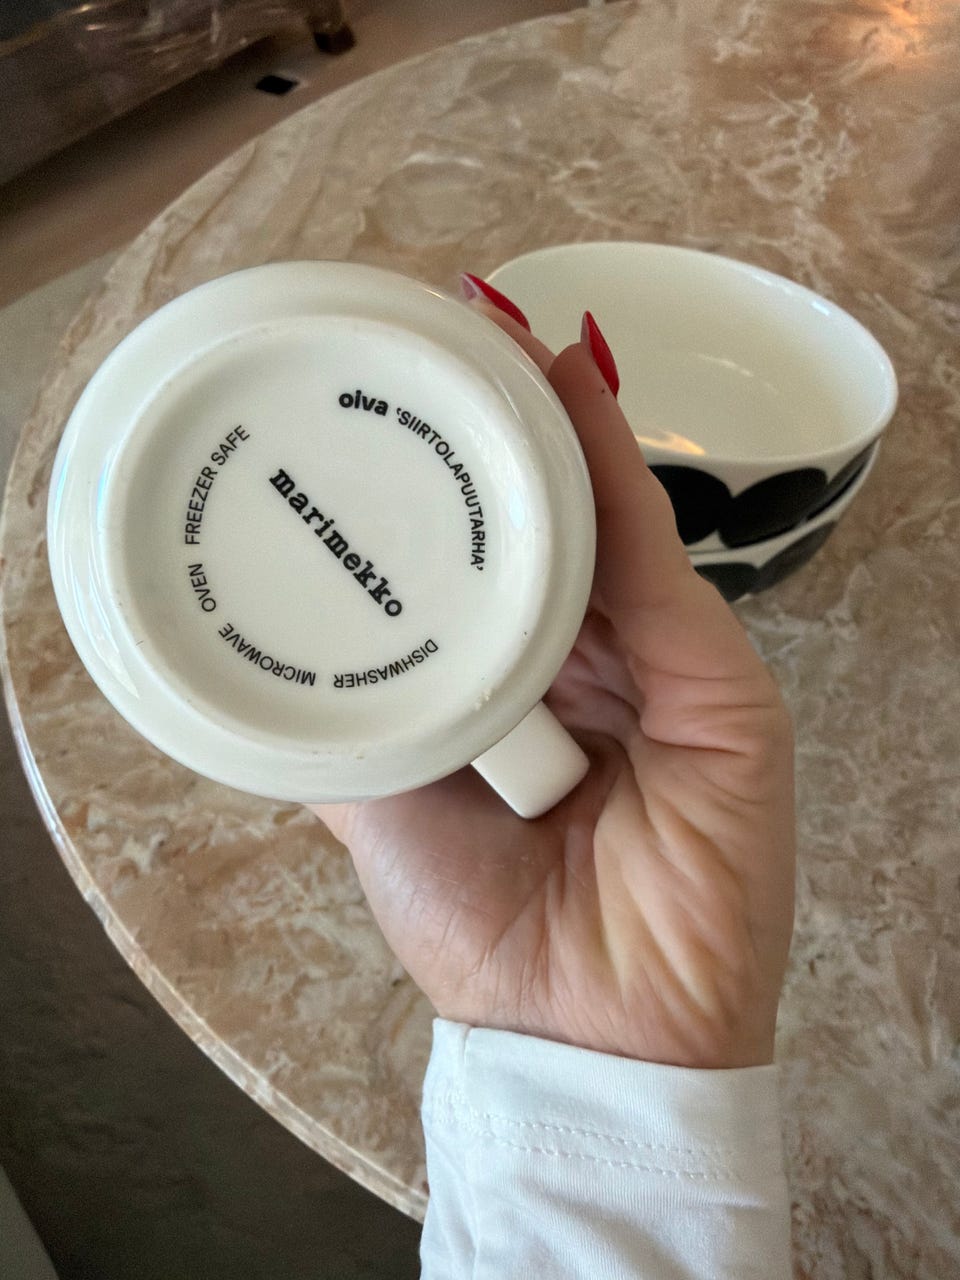 oiva ‘SIIRTOLAPUUTARHA’
marimekko
DISHWASHER MICROWAVE OVEN FREEZER SAFE